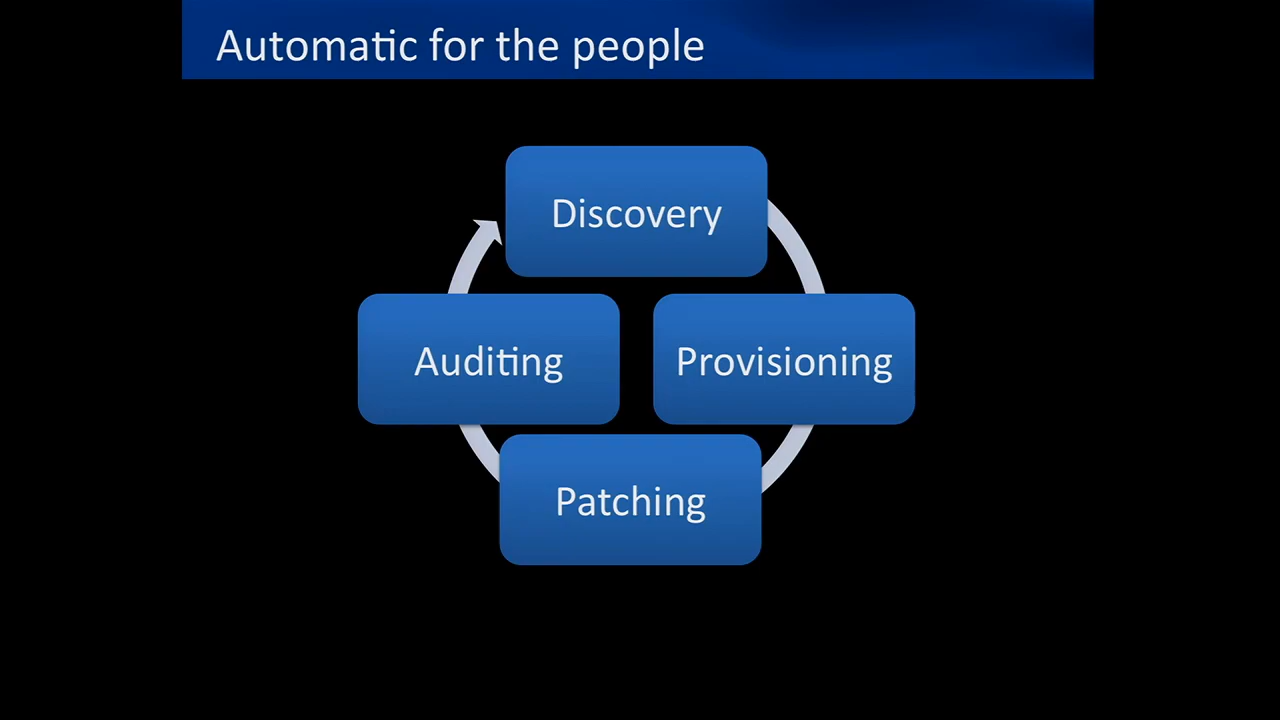 Automatic for the people
Discovery
Auditing
Provisioning
Patching